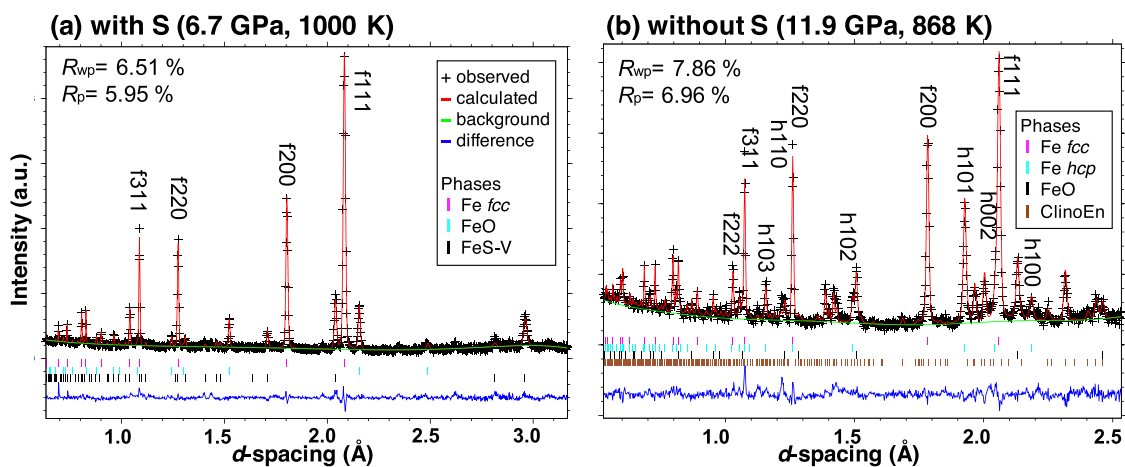 (a) with S (6.7 GPa, 1000 K)
Rwp= 6.51 %
Rp= 5.95 %
+ observed
calculated
background
difference
Phases
Fe fcc
FeO
FeS-V
f311
f220
f200
f111
Intensity (a.u.)
1.0 1.5 2.0 2.5 3.0
d-spacing (Å)
(b) without S (11.9 GPa, 868 K)
Rwp= 7.86 %
Rp= 6.96 %
Phases
Fe fcc
Fe hcp
FeO
ClinoEn
f222
f311
h103
h110
f220
h102
f200
h101
h002
f111
h100
1.0 1.5 2.0 2.5
d-spacing (Å)